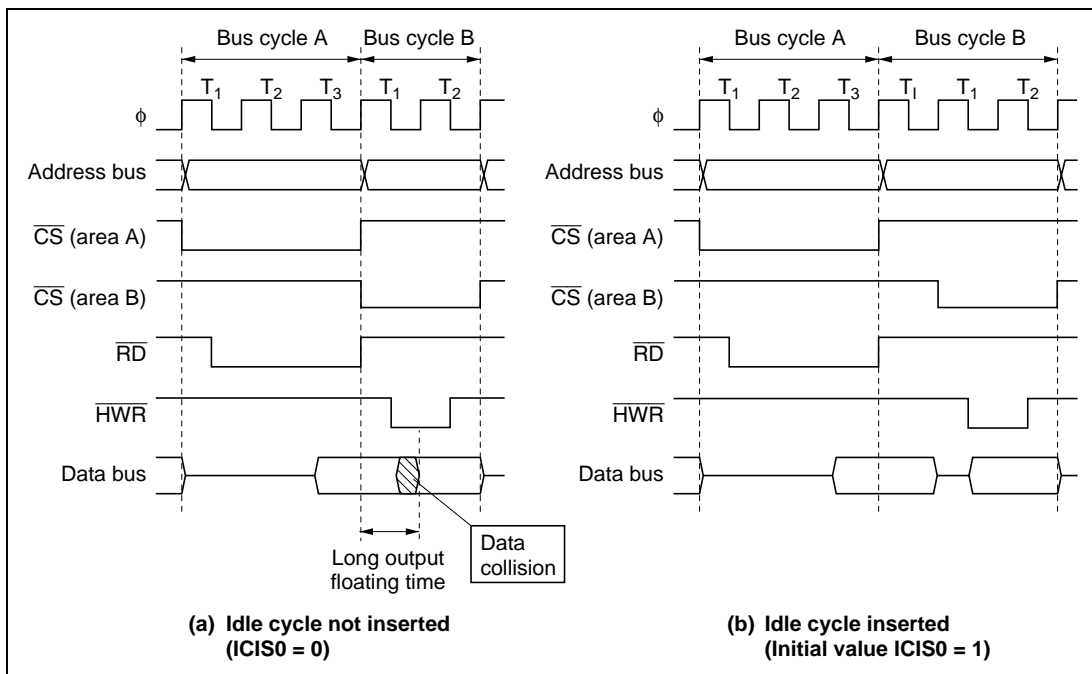 Bus cycle A Bus cycle B
T1 T2 T3 T1 T2
φ
Address bus
CS (area A)
CS (area B)
RD
HWR
Data bus
Long output
floating time
Data
collision
(a) Idle cycle not inserted
(ICIS0 = 0)
Bus cycle A Bus cycle B
T1 T2 T3 TI T1 T2
φ
Address bus
CS (area A)
CS (area B)
RD
HWR
Data bus
(b) Idle cycle inserted
(Initial value ICIS0 = 1)